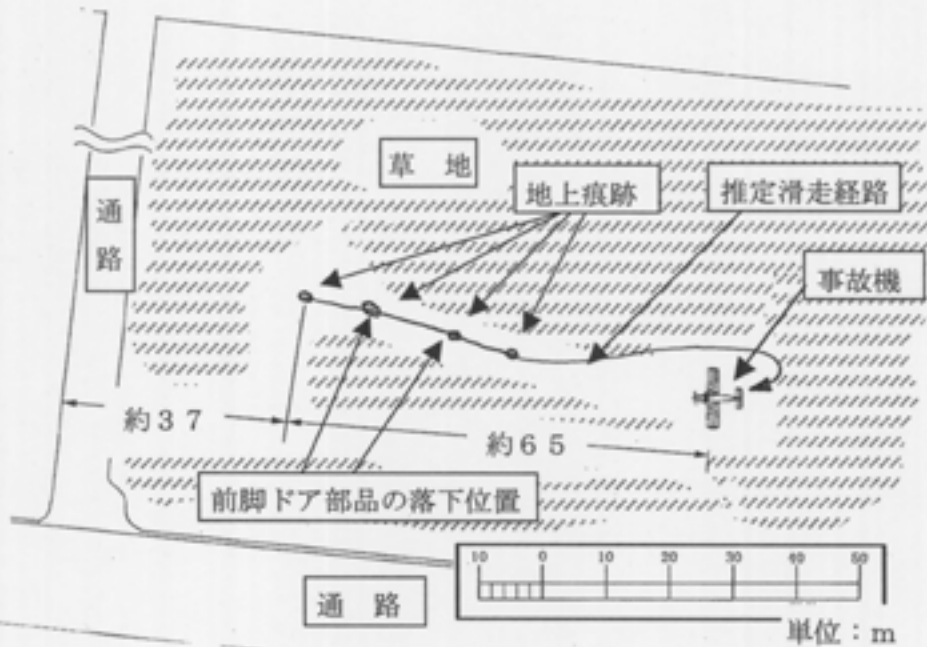 草 地
地上痕跡
推定滑走経路
通路
事故機
約37
約65
前脚ドア部品の落下位置
10 0 10 20 30 40 50
通 路
単位:m